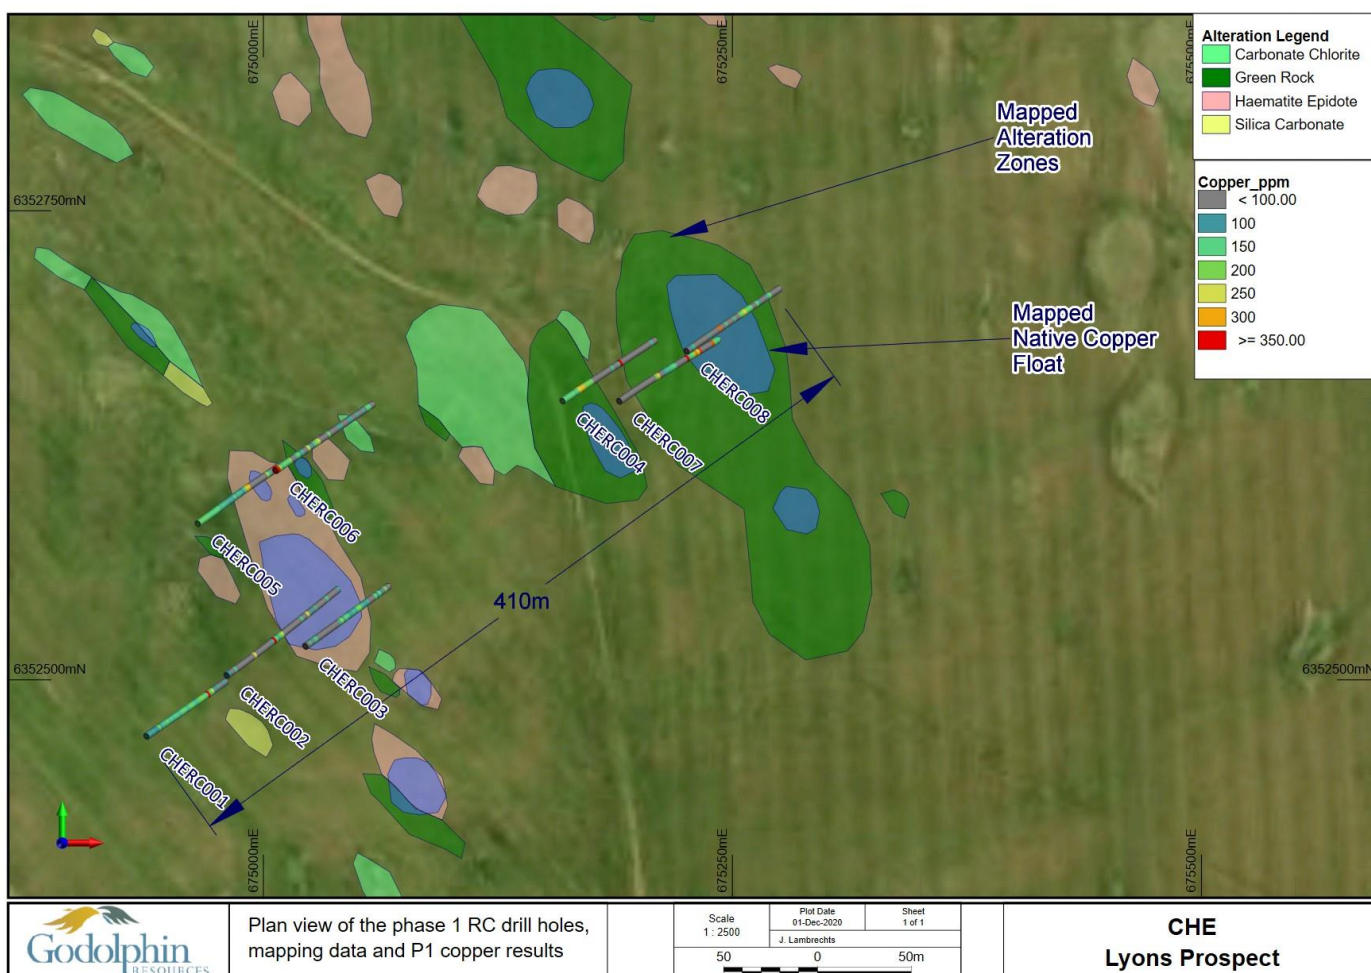 675000mE
675250mE
675500mE
Alteration Legend
Carbonate Chlorite
Green Rock
Haematite Epidote
Silica Carbonate
Mapped
Alteration
Zones
Copper_ppm
< 100.00
100
150
200
250
300
>= 350.00
6352750mN
Mapped
Native Copper
Float
CHERC008
CHERC007
CHERC004
CHERC006
CHERC005
410m
CHERC003
CHERC002
CHERC001
6352500mN
6352500mN
675000mE
675250mE
675500mE
Godolphin
RESOURCES
Plan view of the phase 1 RC drill holes,
mapping data and P1 copper results
Scale
1 : 2500
Plot Date
01-Dec-2020
Sheet
1 of 1
J. Lambrechts
50 0 50m
CHE
Lyons Prospect